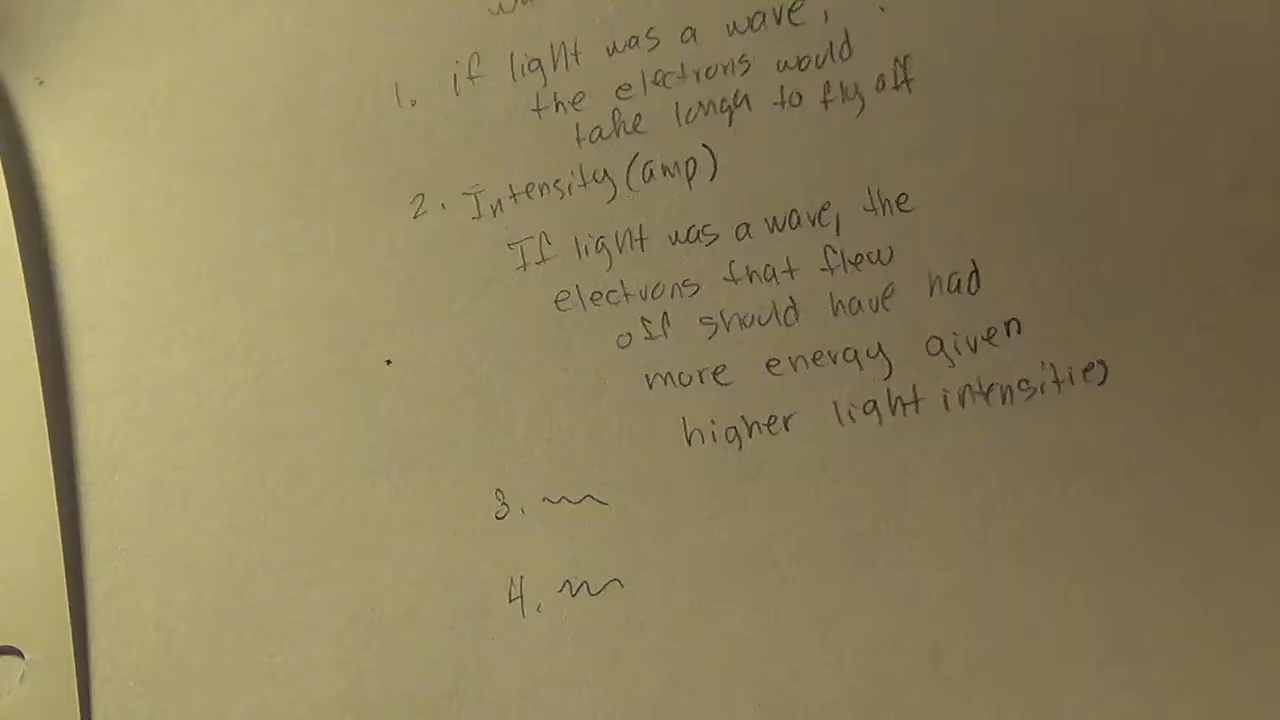 1. if light was a wave,
the electrons would
take longer to fly off
2. Intensity (amp)
If light was a wave, the
electrons that flew
off should have had
more energy given
higher light intensities
3.
4.